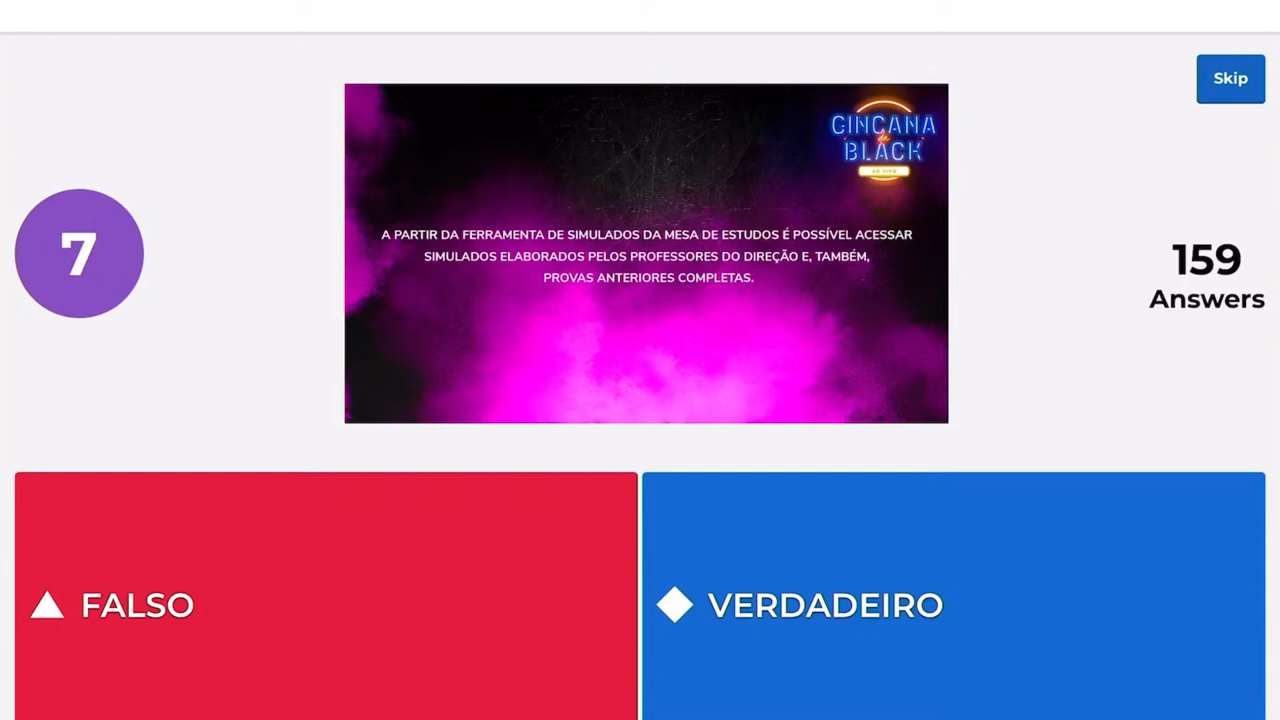 Skip
CINCANA
da
BLACK
AO VIVO
7
A PARTIR DA FERRAMENTA DE SIMULADOS DA MESA DE ESTUDOS É POSSÍVEL ACESSAR
SIMULADOS ELABORADOS PELOS PROFESSORES DO DIREÇÃO E, TAMBÉM,
PROVAS ANTERIORES COMPLETAS.
159
Answers
FALSO
VERDADEIRO